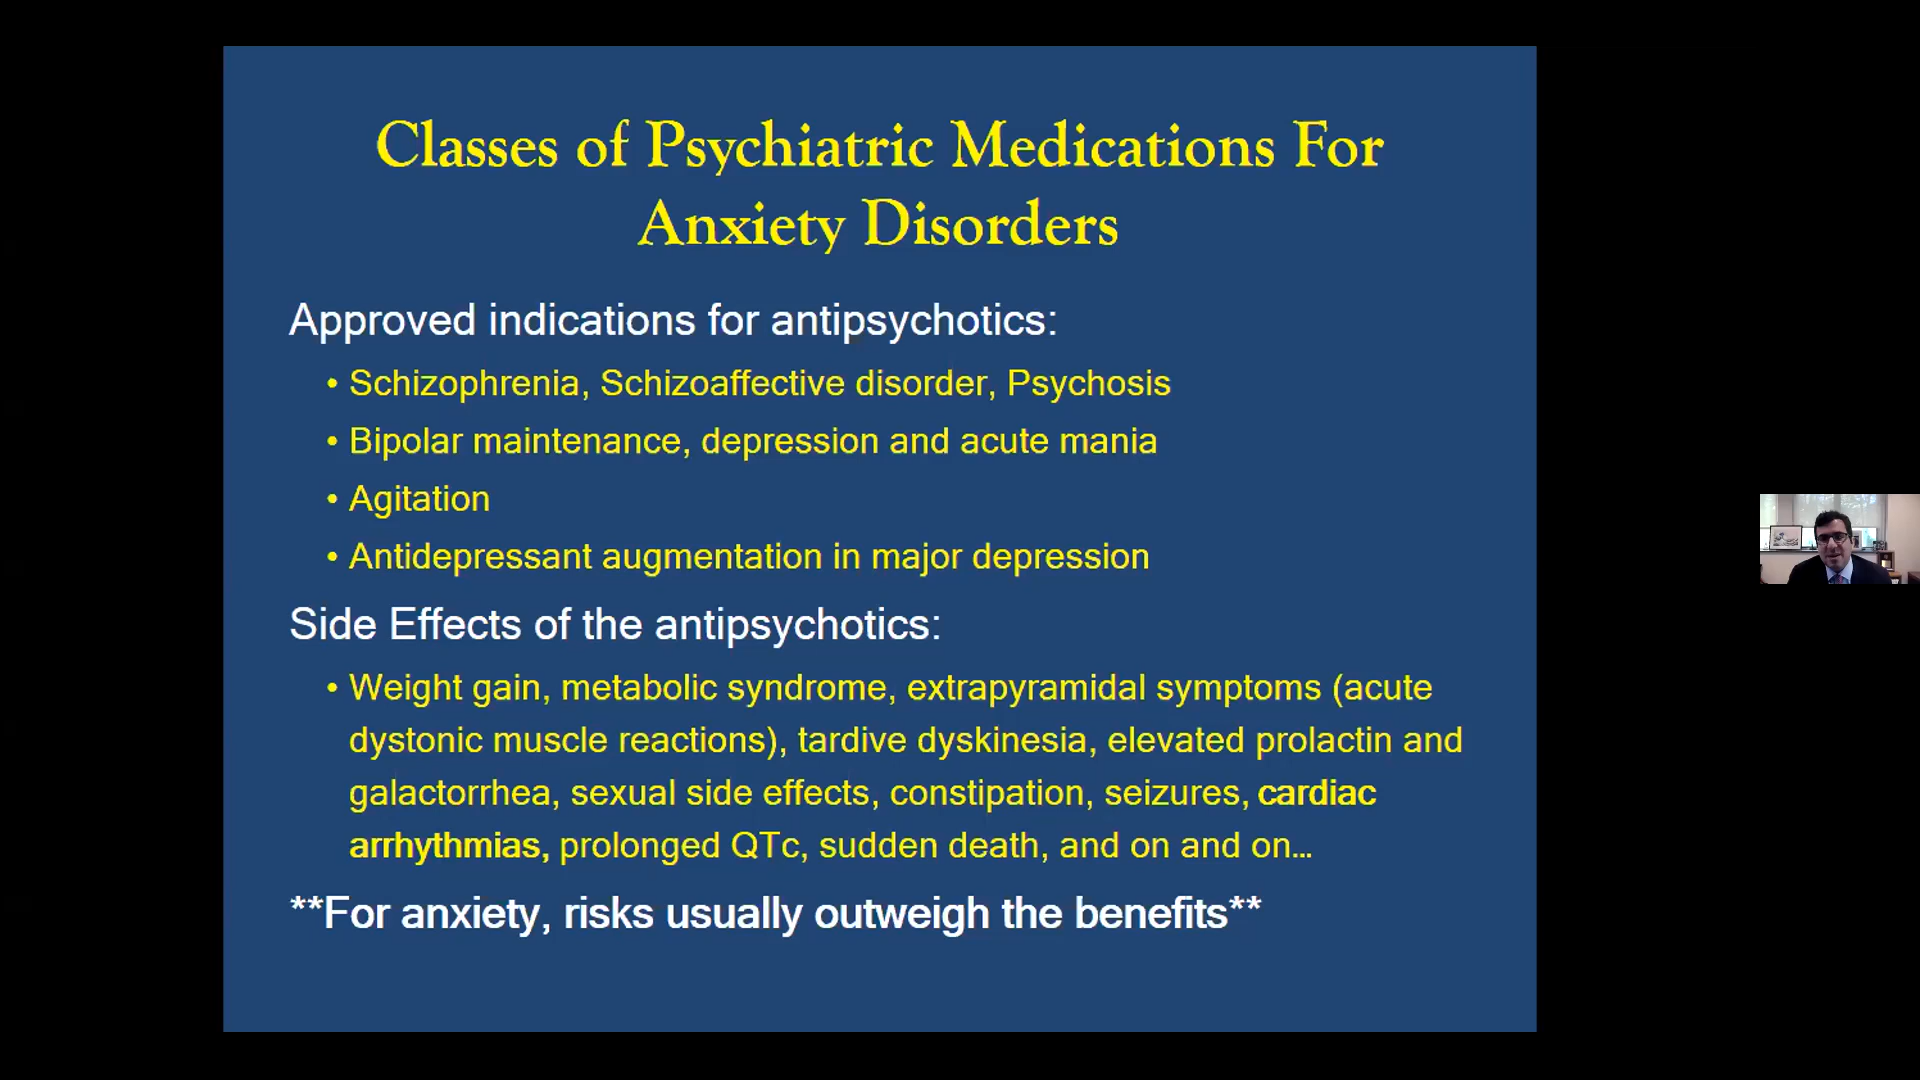 Classes of Psychiatric Medications For
Anxiety Disorders
Approved indications for antipsychotics:
• Schizophrenia, Schizoaffective disorder, Psychosis
• Bipolar maintenance, depression and acute mania
• Agitation
• Antidepressant augmentation in major depression
Side Effects of the antipsychotics:
• Weight gain, metabolic syndrome, extrapyramidal symptoms (acute
dystonic muscle reactions), tardive dyskinesia, elevated prolactin and
galactorrhea, sexual side effects, constipation, seizures, cardiac
arrhythmias, prolonged QTc, sudden death, and on and on…
**For anxiety, risks usually outweigh the benefits**